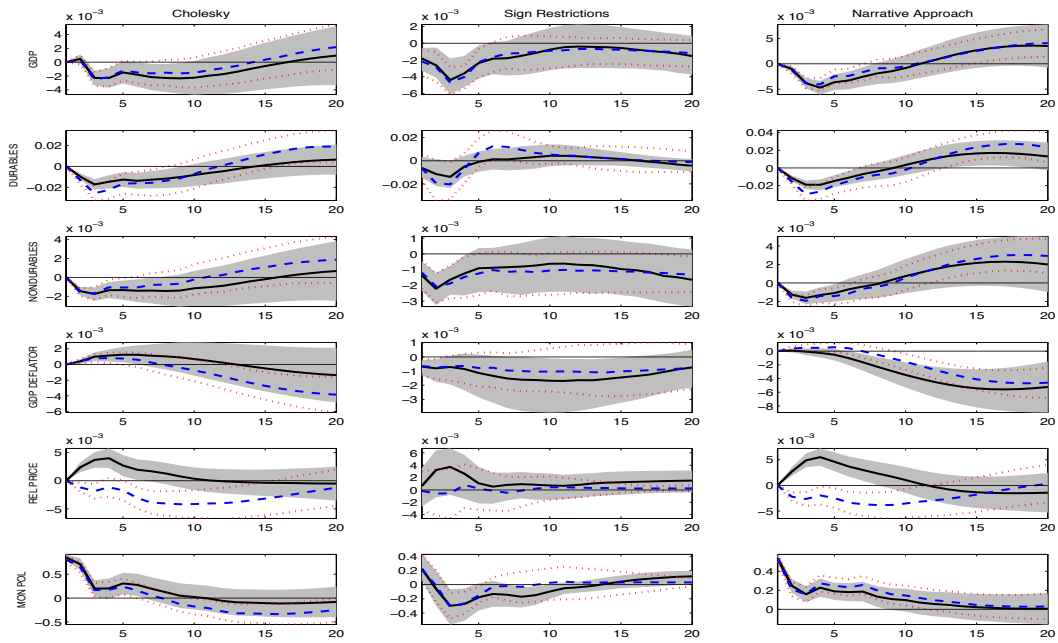 Cholesky
Sign Restrictions
Narrative Approach
GDP
x 10⁻³
4
2
0
−2
−4
5 10 15 20
x 10⁻³
2
0
−2
−4
−6
5 10 15 20
x 10⁻³
5
0
−5
5 10 15 20
DURABLES
0.02
0
−0.02
5 10 15 20
0.02
0
−0.02
5 10 15 20
0.04
0.02
0
−0.02
5 10 15 20
NONDURABLES
x 10⁻³
4
2
0
−2
5 10 15 20
x 10⁻³
1
0
−1
−2
−3
5 10 15 20
x 10⁻³
4
2
0
−2
5 10 15 20
GDP DEFLATOR
x 10⁻³
2
0
−2
−4
−6
5 10 15 20
x 10⁻³
1
0
−1
−2
−3
5 10 15 20
x 10⁻³
0
−2
−4
−6
−8
5 10 15 20
REL PRICE
x 10⁻³
5
0
−5
5 10 15 20
x 10⁻³
6
4
2
0
−2
−4
5 10 15 20
x 10⁻³
5
0
−5
5 10 15 20
MON POL
0.5
0
−0.5
5 10 15 20
0.4
0.2
0
−0.2
−0.4
5 10 15 20
0.4
0.2
0
5 10 15 20